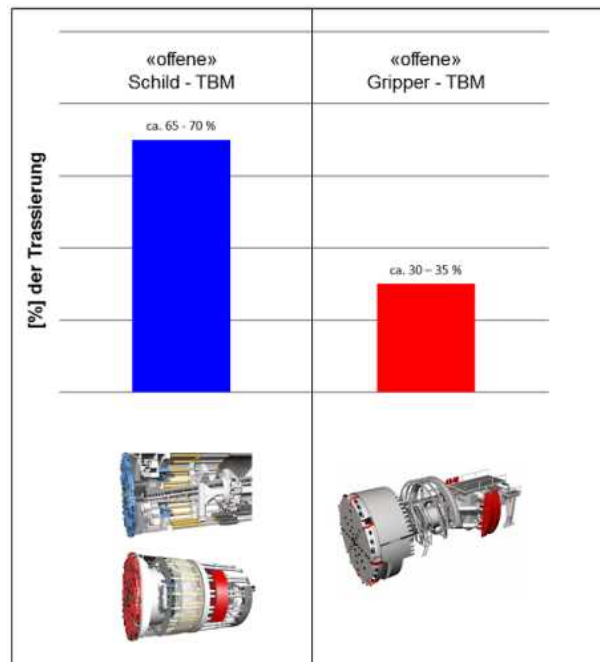 «offene»
Schild - TBM
«offene»
Gripper - TBM
ca. 65 - 70 %
ca. 30 – 35 %
[%] der Trassierung